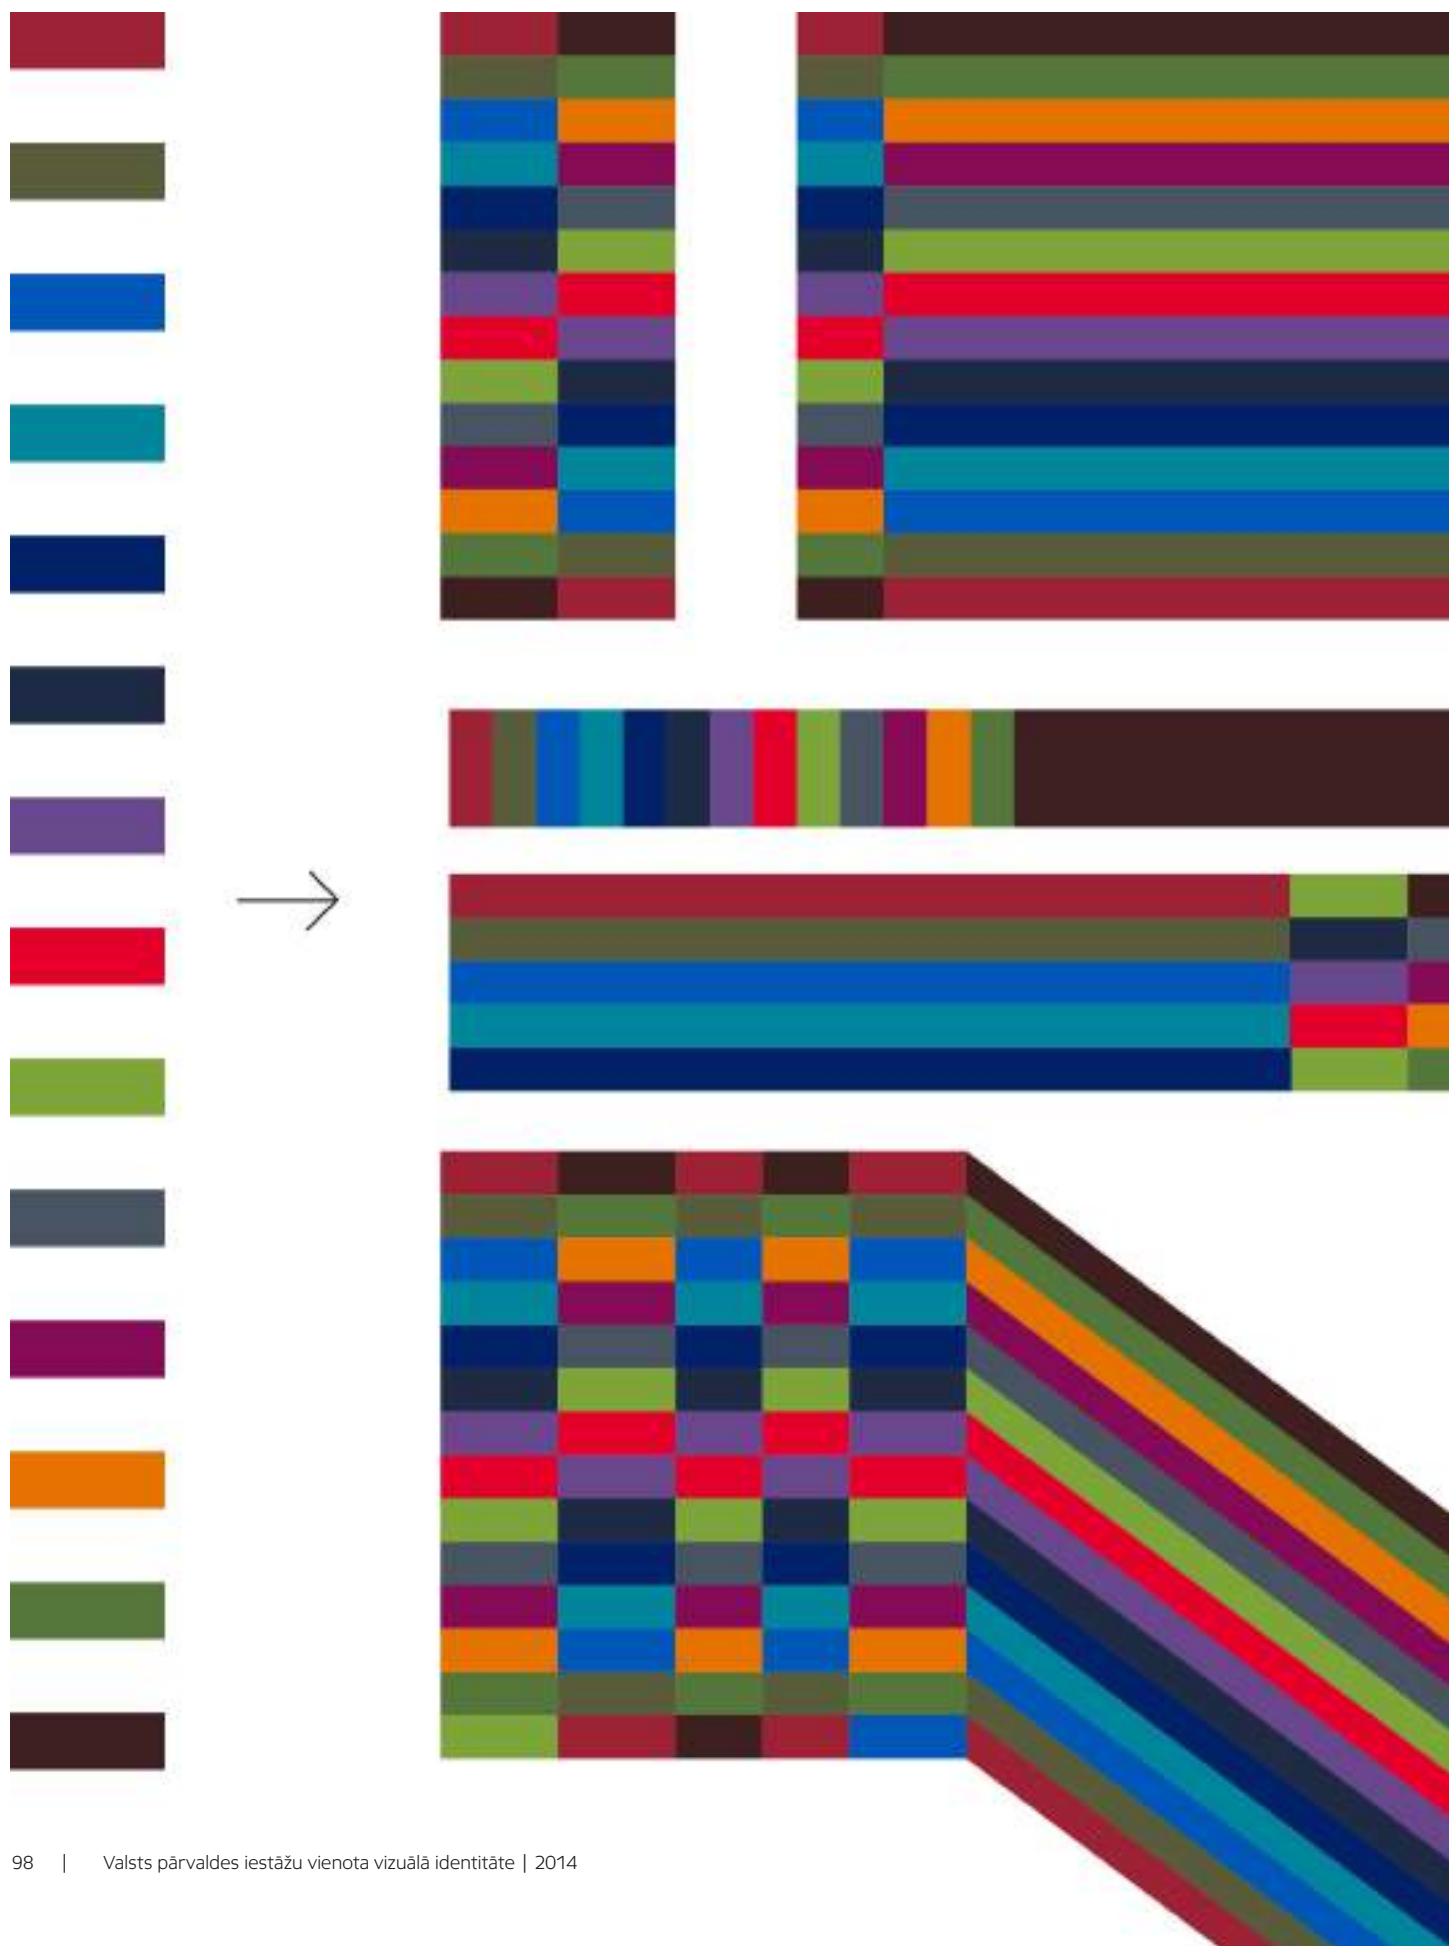 98 | Valsts pārvaldes iestāžu vienota vizuālā identitāte | 2014